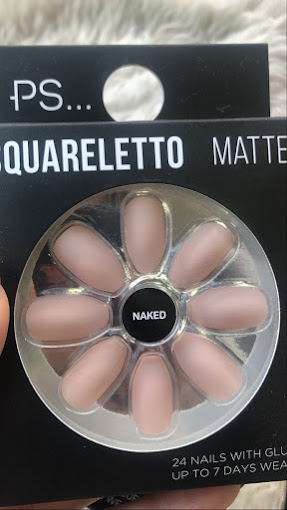 PS...
SQUARELETTO MATTE
NAKED
24 NAILS WITH GLU
UP TO 7 DAYS WEA